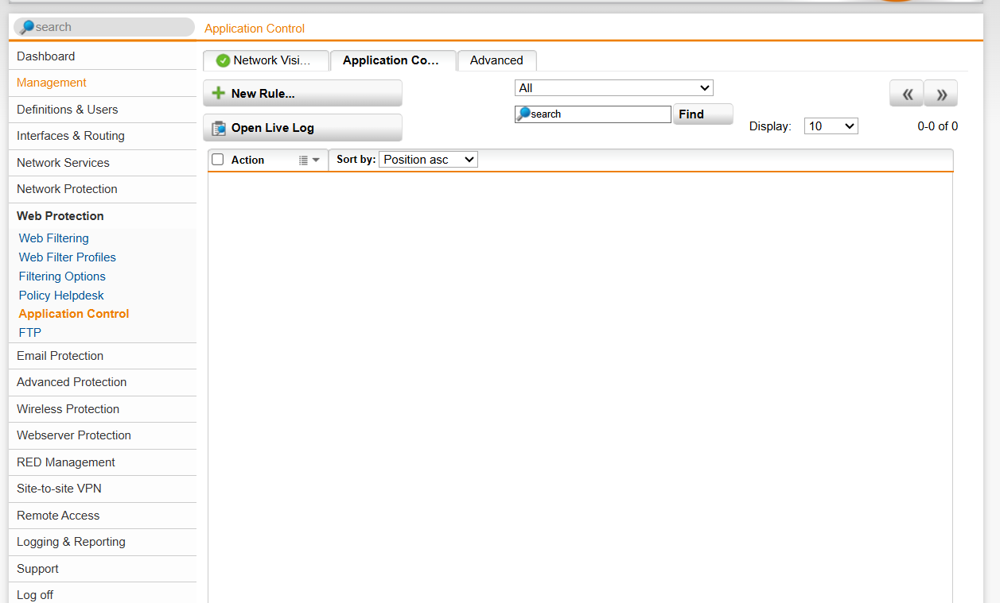 search
Application Control
Dashboard
Management
Definitions & Users
Interfaces & Routing
Network Services
Network Protection
Web Protection
Web Filtering
Web Filter Profiles
Filtering Options
Policy Helpdesk
Application Control
FTP
Email Protection
Advanced Protection
Wireless Protection
Webserver Protection
RED Management
Site-to-site VPN
Remote Access
Logging & Reporting
Support
Log off
Network Visi... Application Co... Advanced
New Rule...
Open Live Log
All
search Find
Display: 10 0-0 of 0
Action Sort by: Position asc